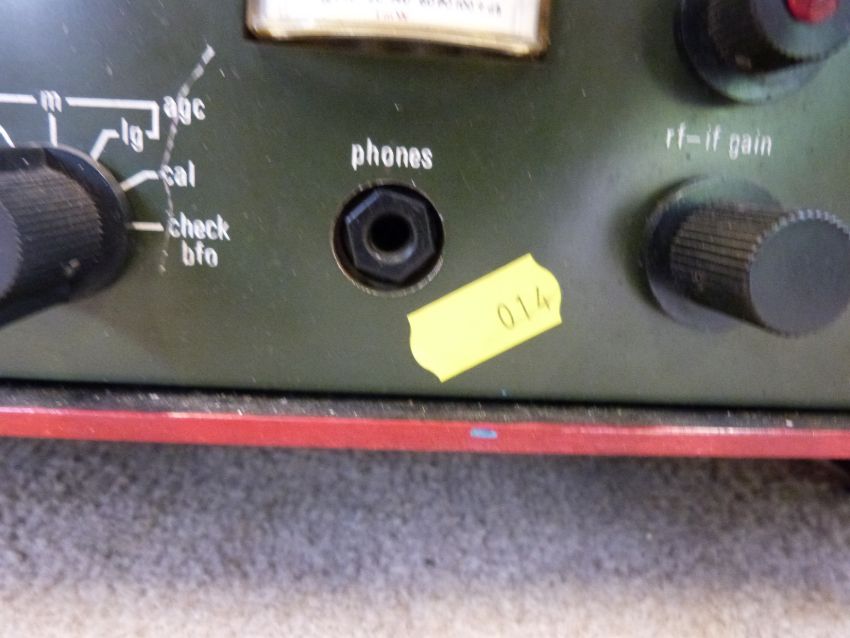 m
agc
lg
cal
check
bfo
phones
rf-if gain
014